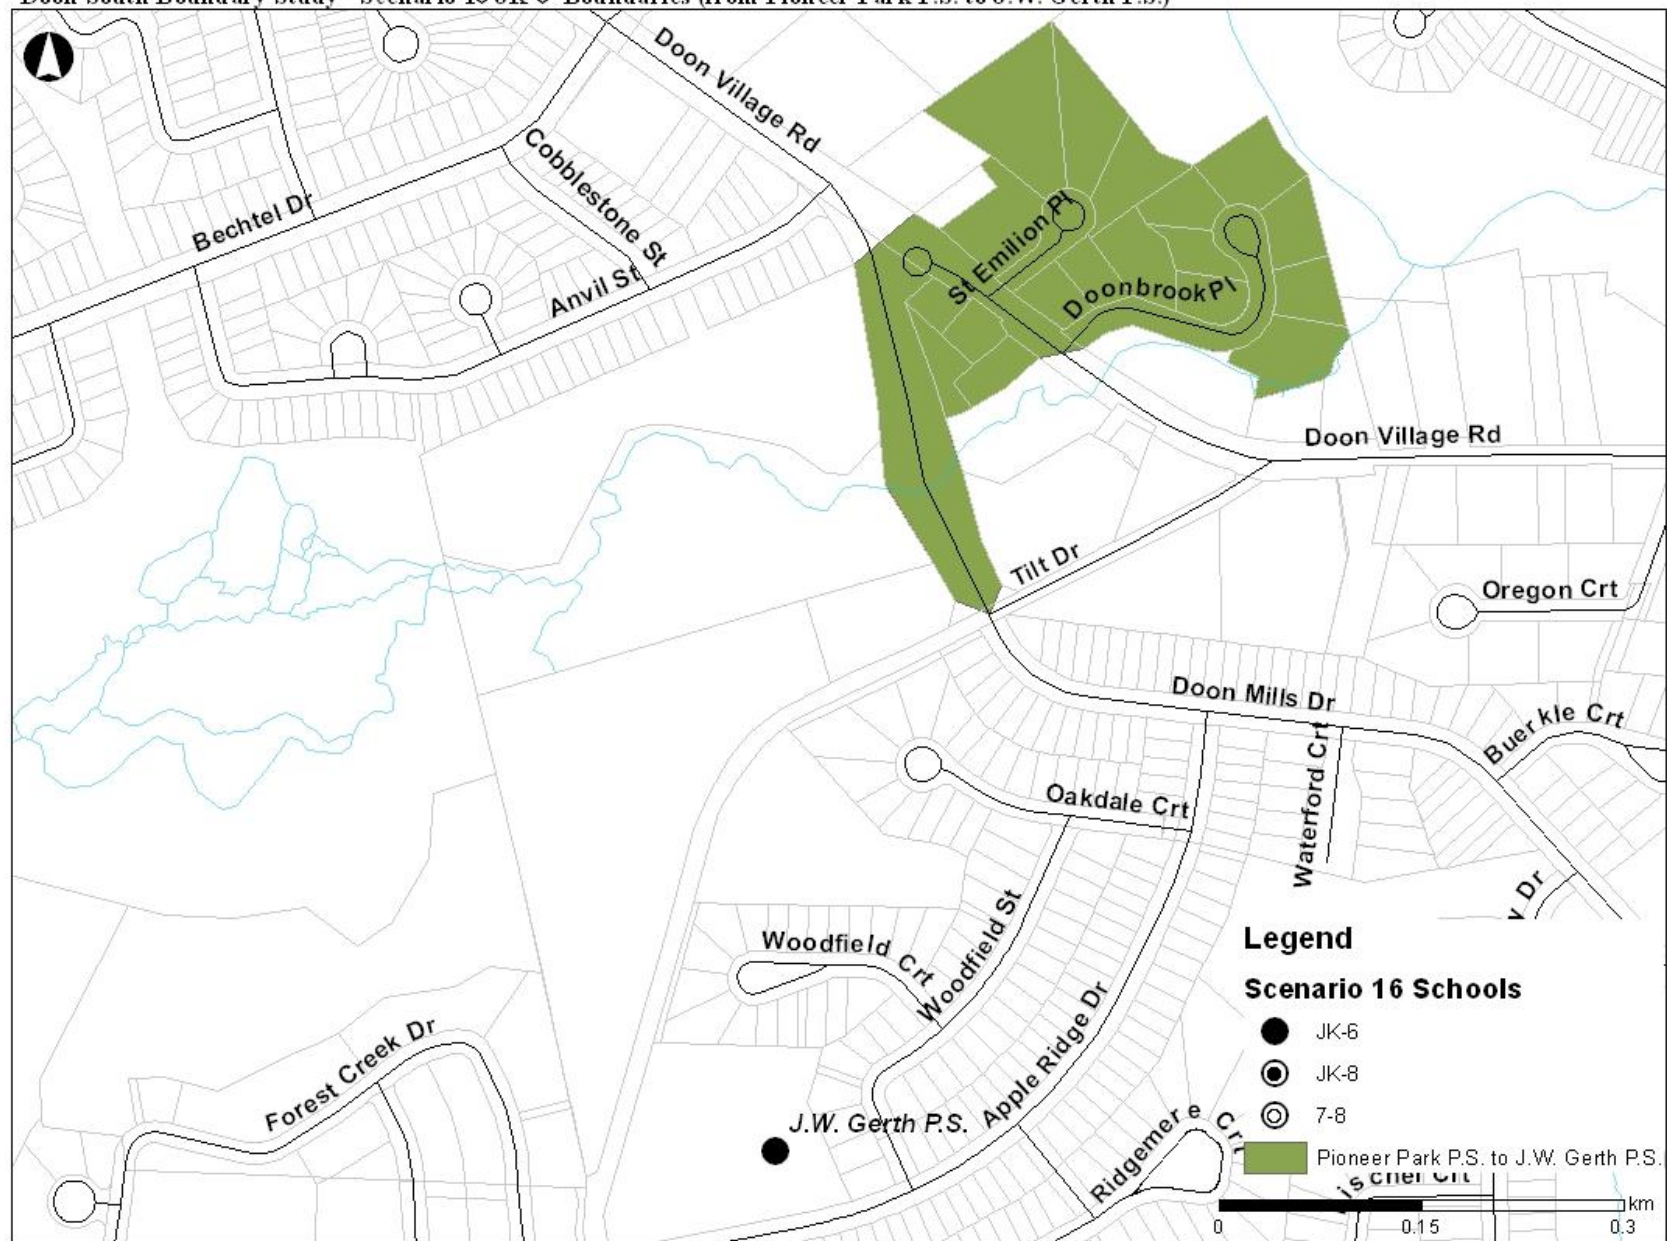 Doon Village Rd
Cobblestone St
Bechtel Dr
Anvil St
St Emilion Pl
Doonbrook Pl
Doon Village Rd
Tilt Dr
Oregon Crt
Doon Mills Dr
Buerkle Crt
Waterford Crt
Oakdale Crt
Woodfield St
Woodfield Crt
Apple Ridge Dr
Forest Creek Dr
J.W. Gerth P.S.
Ridgemere Crt
Dr
Legend
Scenario 16 Schools
JK-6
JK-8
7-8
Pioneer Park P.S. to J.W. Gerth P.S.
km
0 0.15 0.3